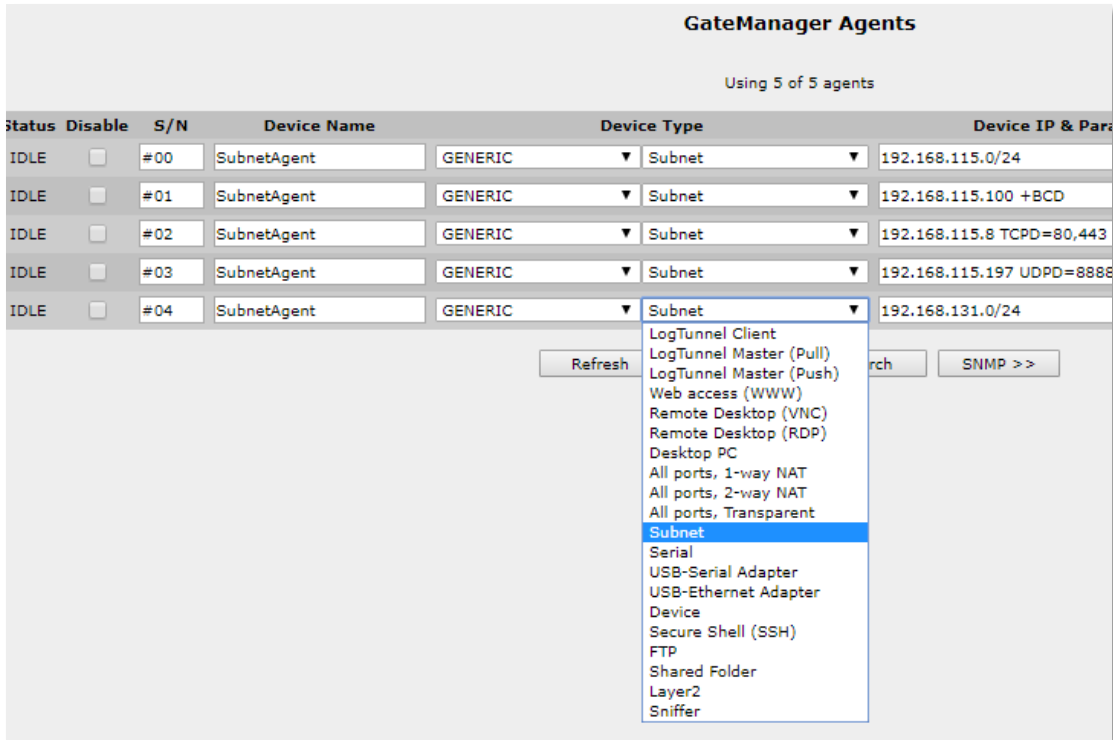 GateManager Agents
Using 5 of 5 agents
Status Disable S/N Device Name Device Type Device IP & Para
IDLE #00 SubnetAgent GENERIC Subnet 192.168.115.0/24
IDLE #01 SubnetAgent GENERIC Subnet 192.168.115.100 +BCD
IDLE #02 SubnetAgent GENERIC Subnet 192.168.115.8 TCPD=80,443
IDLE #03 SubnetAgent GENERIC Subnet 192.168.115.197 UDPD=8888
IDLE #04 SubnetAgent GENERIC Subnet 192.168.131.0/24
Refresh rch SNMP >>
LogTunnel Client
LogTunnel Master (Pull)
LogTunnel Master (Push)
Web access (WWW)
Remote Desktop (VNC)
Remote Desktop (RDP)
Desktop PC
All ports, 1-way NAT
All ports, 2-way NAT
All ports, Transparent
Subnet
Serial
USB-Serial Adapter
USB-Ethernet Adapter
Device
Secure Shell (SSH)
FTP
Shared Folder
Layer2
Sniffer